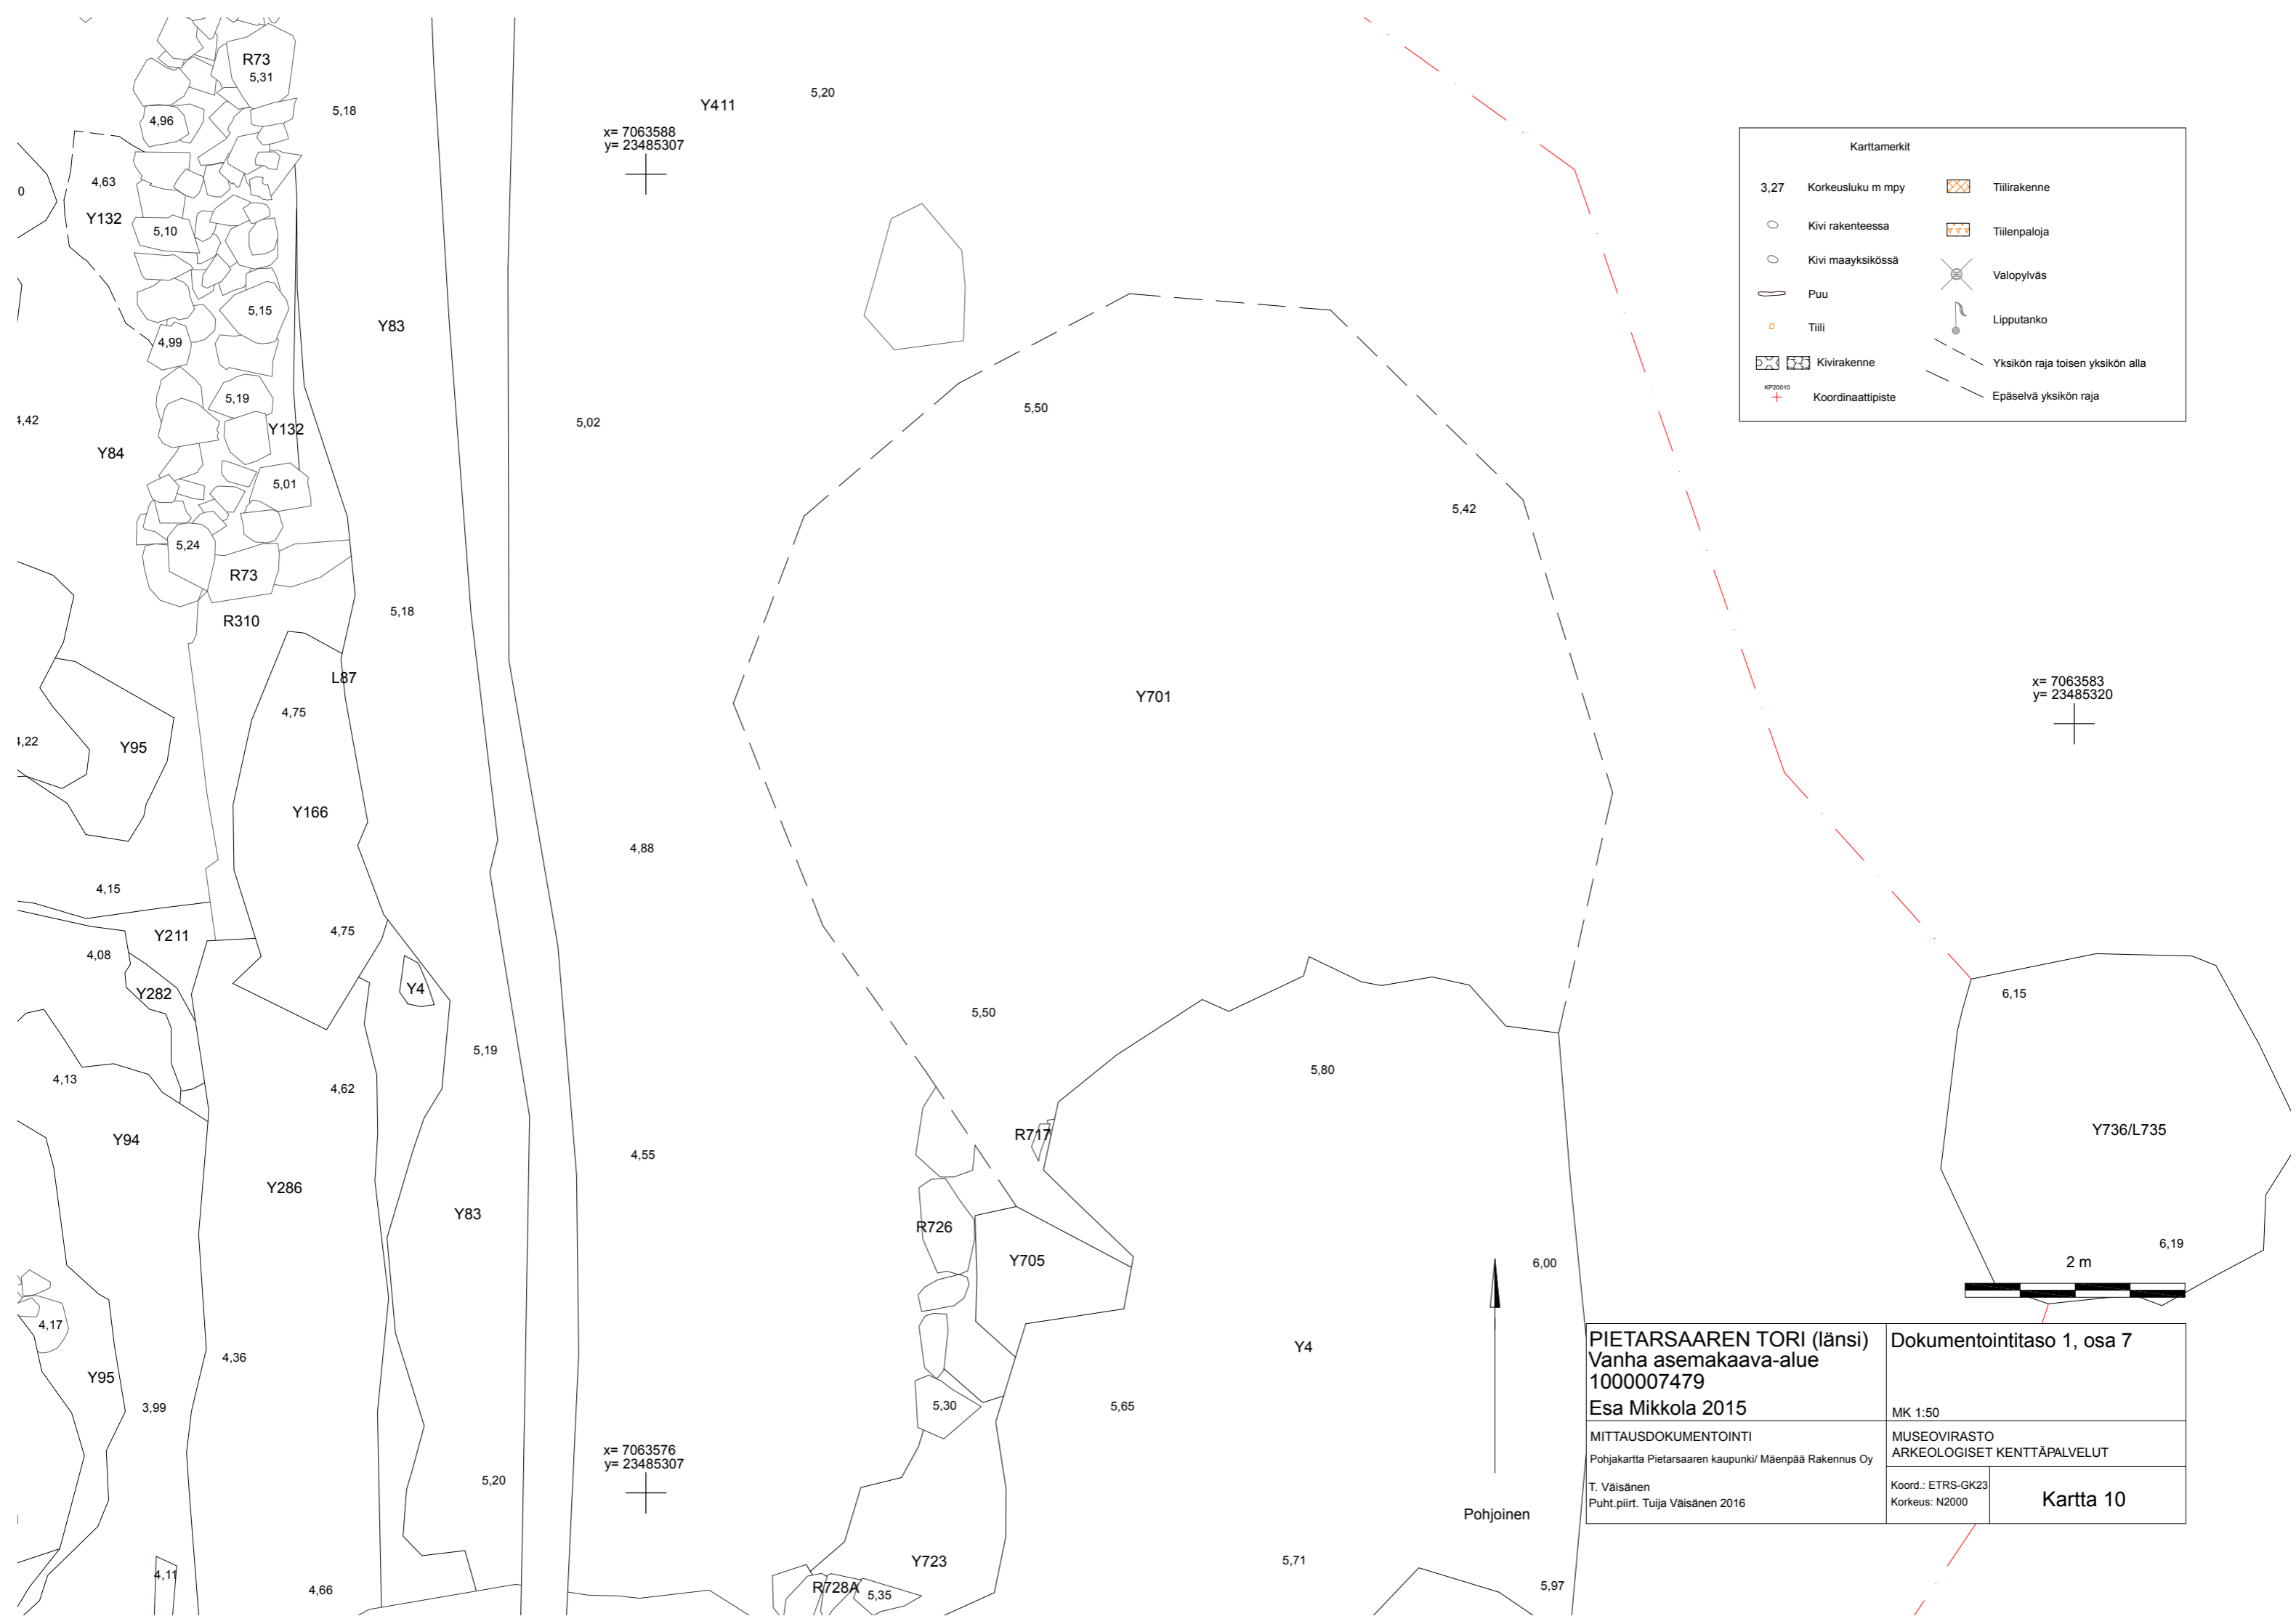 R73
5,31
4,96
5,18
Y411
5,20
x= 7063588
y= 23485307
4,63
Y132
0
5,10
5,15
Y83
4,99
5,19
Y132
5,02
5,50
Y84
5,01
5,42
5,24
R73
R310
5,18
L87
4,75
Y701
4,22
Y95
Y166
4,88
4,15
Y211
4,75
4,08
Y282
Y4
5,50
5,19
4,13
4,62
5,80
Y94
R717
4,55
Y286
Y83
R726
Y705
6,00
4,17
Y4
4,36
Y95
3,99
5,30
5,65
x= 7063576
y= 23485307
5,20
Y723
5,71
4,11
4,66
R728A
5,35
5,97
Pohjoinen
Karttamerkit
3,27 Korkeusluku m mpy
Tiilirakenne
Kivi rakenteessa
Tiilenpaloja
Kivi maayksikössä
Valopylväs
Puu
Lipputanko
Tiili
Kivirakenne
Yksikön raja toisen yksikön alla
KP20010
Koordinaattipiste
Epäselvä yksikön raja
x= 7063583
y= 23485320
6,15
Y736/L735
6,19
2 m
PIETARSAAREN TORI (länsi)
Vanha asemakaava-alue
1000007479
Esa Mikkola 2015
Dokumentointitaso 1, osa 7
MK 1:50
MITTAUSDOKUMENTOINTI
Pohjakartta Pietarsaaren kaupunki/ Mäenpää Rakennus Oy
T. Väisänen
Puht.piirt. Tuija Väisänen 2016
MUSEOVIRASTO
ARKEOLOGISET KENTTÄPALVELUT
Koord.: ETRS-GK23
Korkeus: N2000
Kartta 10